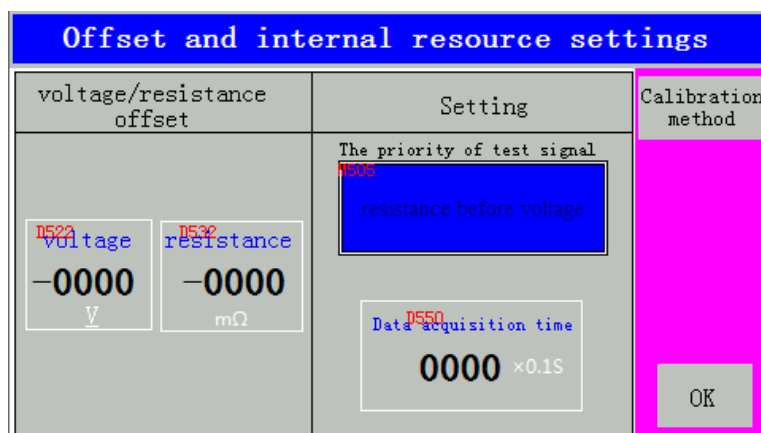 Offset and internal resource settings
voltage/resistance
offset
Setting
Calibration
method
The priority of test signal
M505
resistance before voltage
D522
voltage
-0000
V
D532
resistance
-0000
mΩ
D550
Data acquisition time
0000 ×0.1S
OK